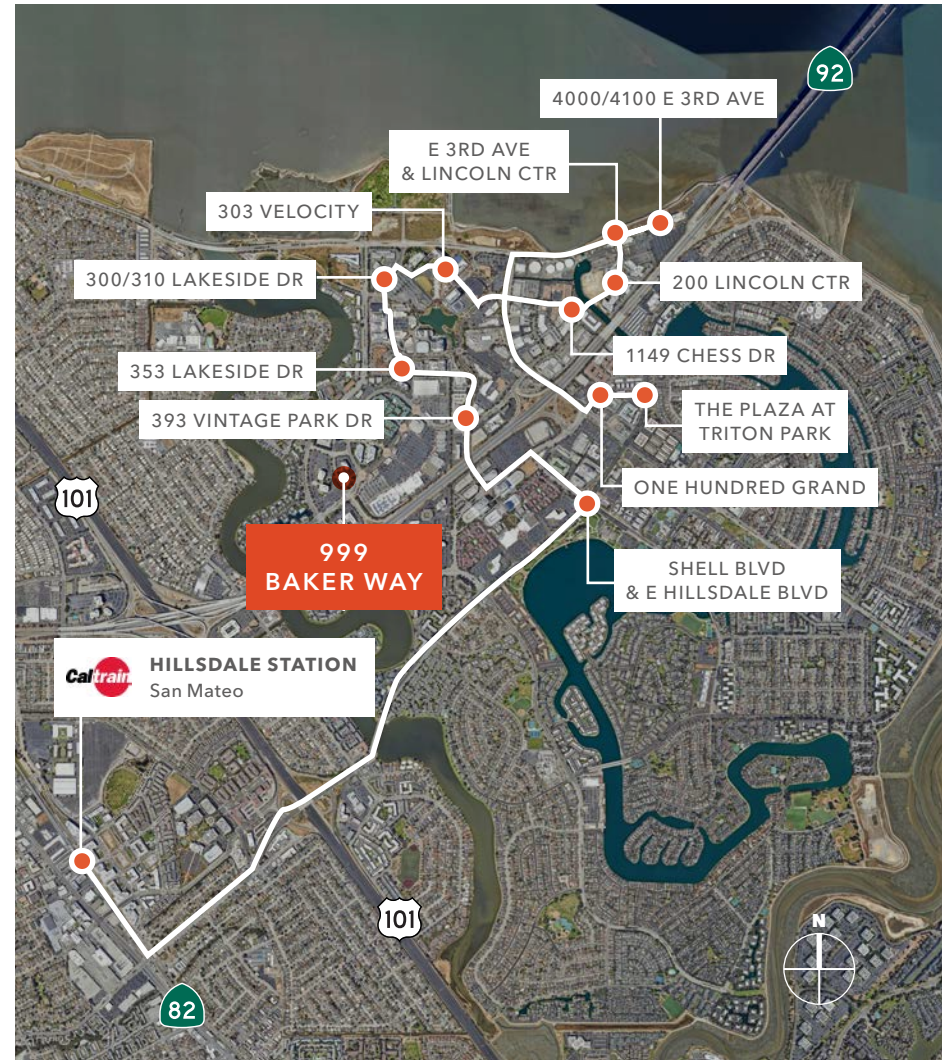 92
4000/4100 E 3RD AVE
E 3RD AVE
& LINCOLN CTR
303 VELOCITY
300/310 LAKESIDE DR
200 LINCOLN CTR
1149 CHESS DR
353 LAKESIDE DR
393 VINTAGE PARK DR
THE PLAZA AT
TRITON PARK
101
ONE HUNDRED GRAND
999
BAKER WAY
SHELL BLVD
& E HILLSDALE BLVD
Caltrain
HILLSDALE STATION
San Mateo
101
N
82